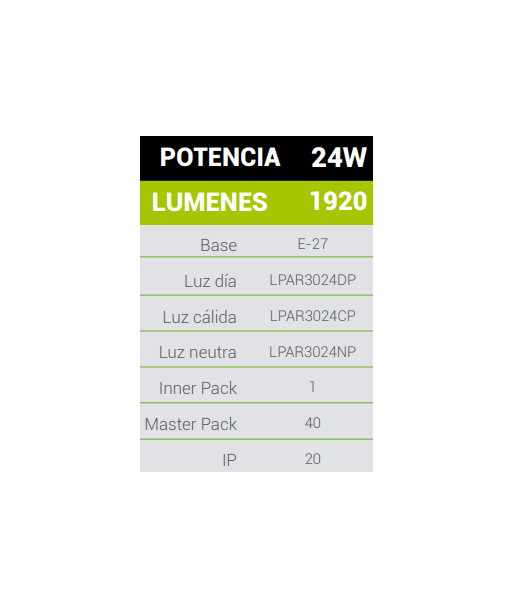 POTENCIA 24W
LUMENES 1920
Base E-27
Luz día LPAR3024DP
Luz cálida LPAR3024CP
Luz neutra LPAR3024NP
Inner Pack 1
Master Pack 40
IP 20